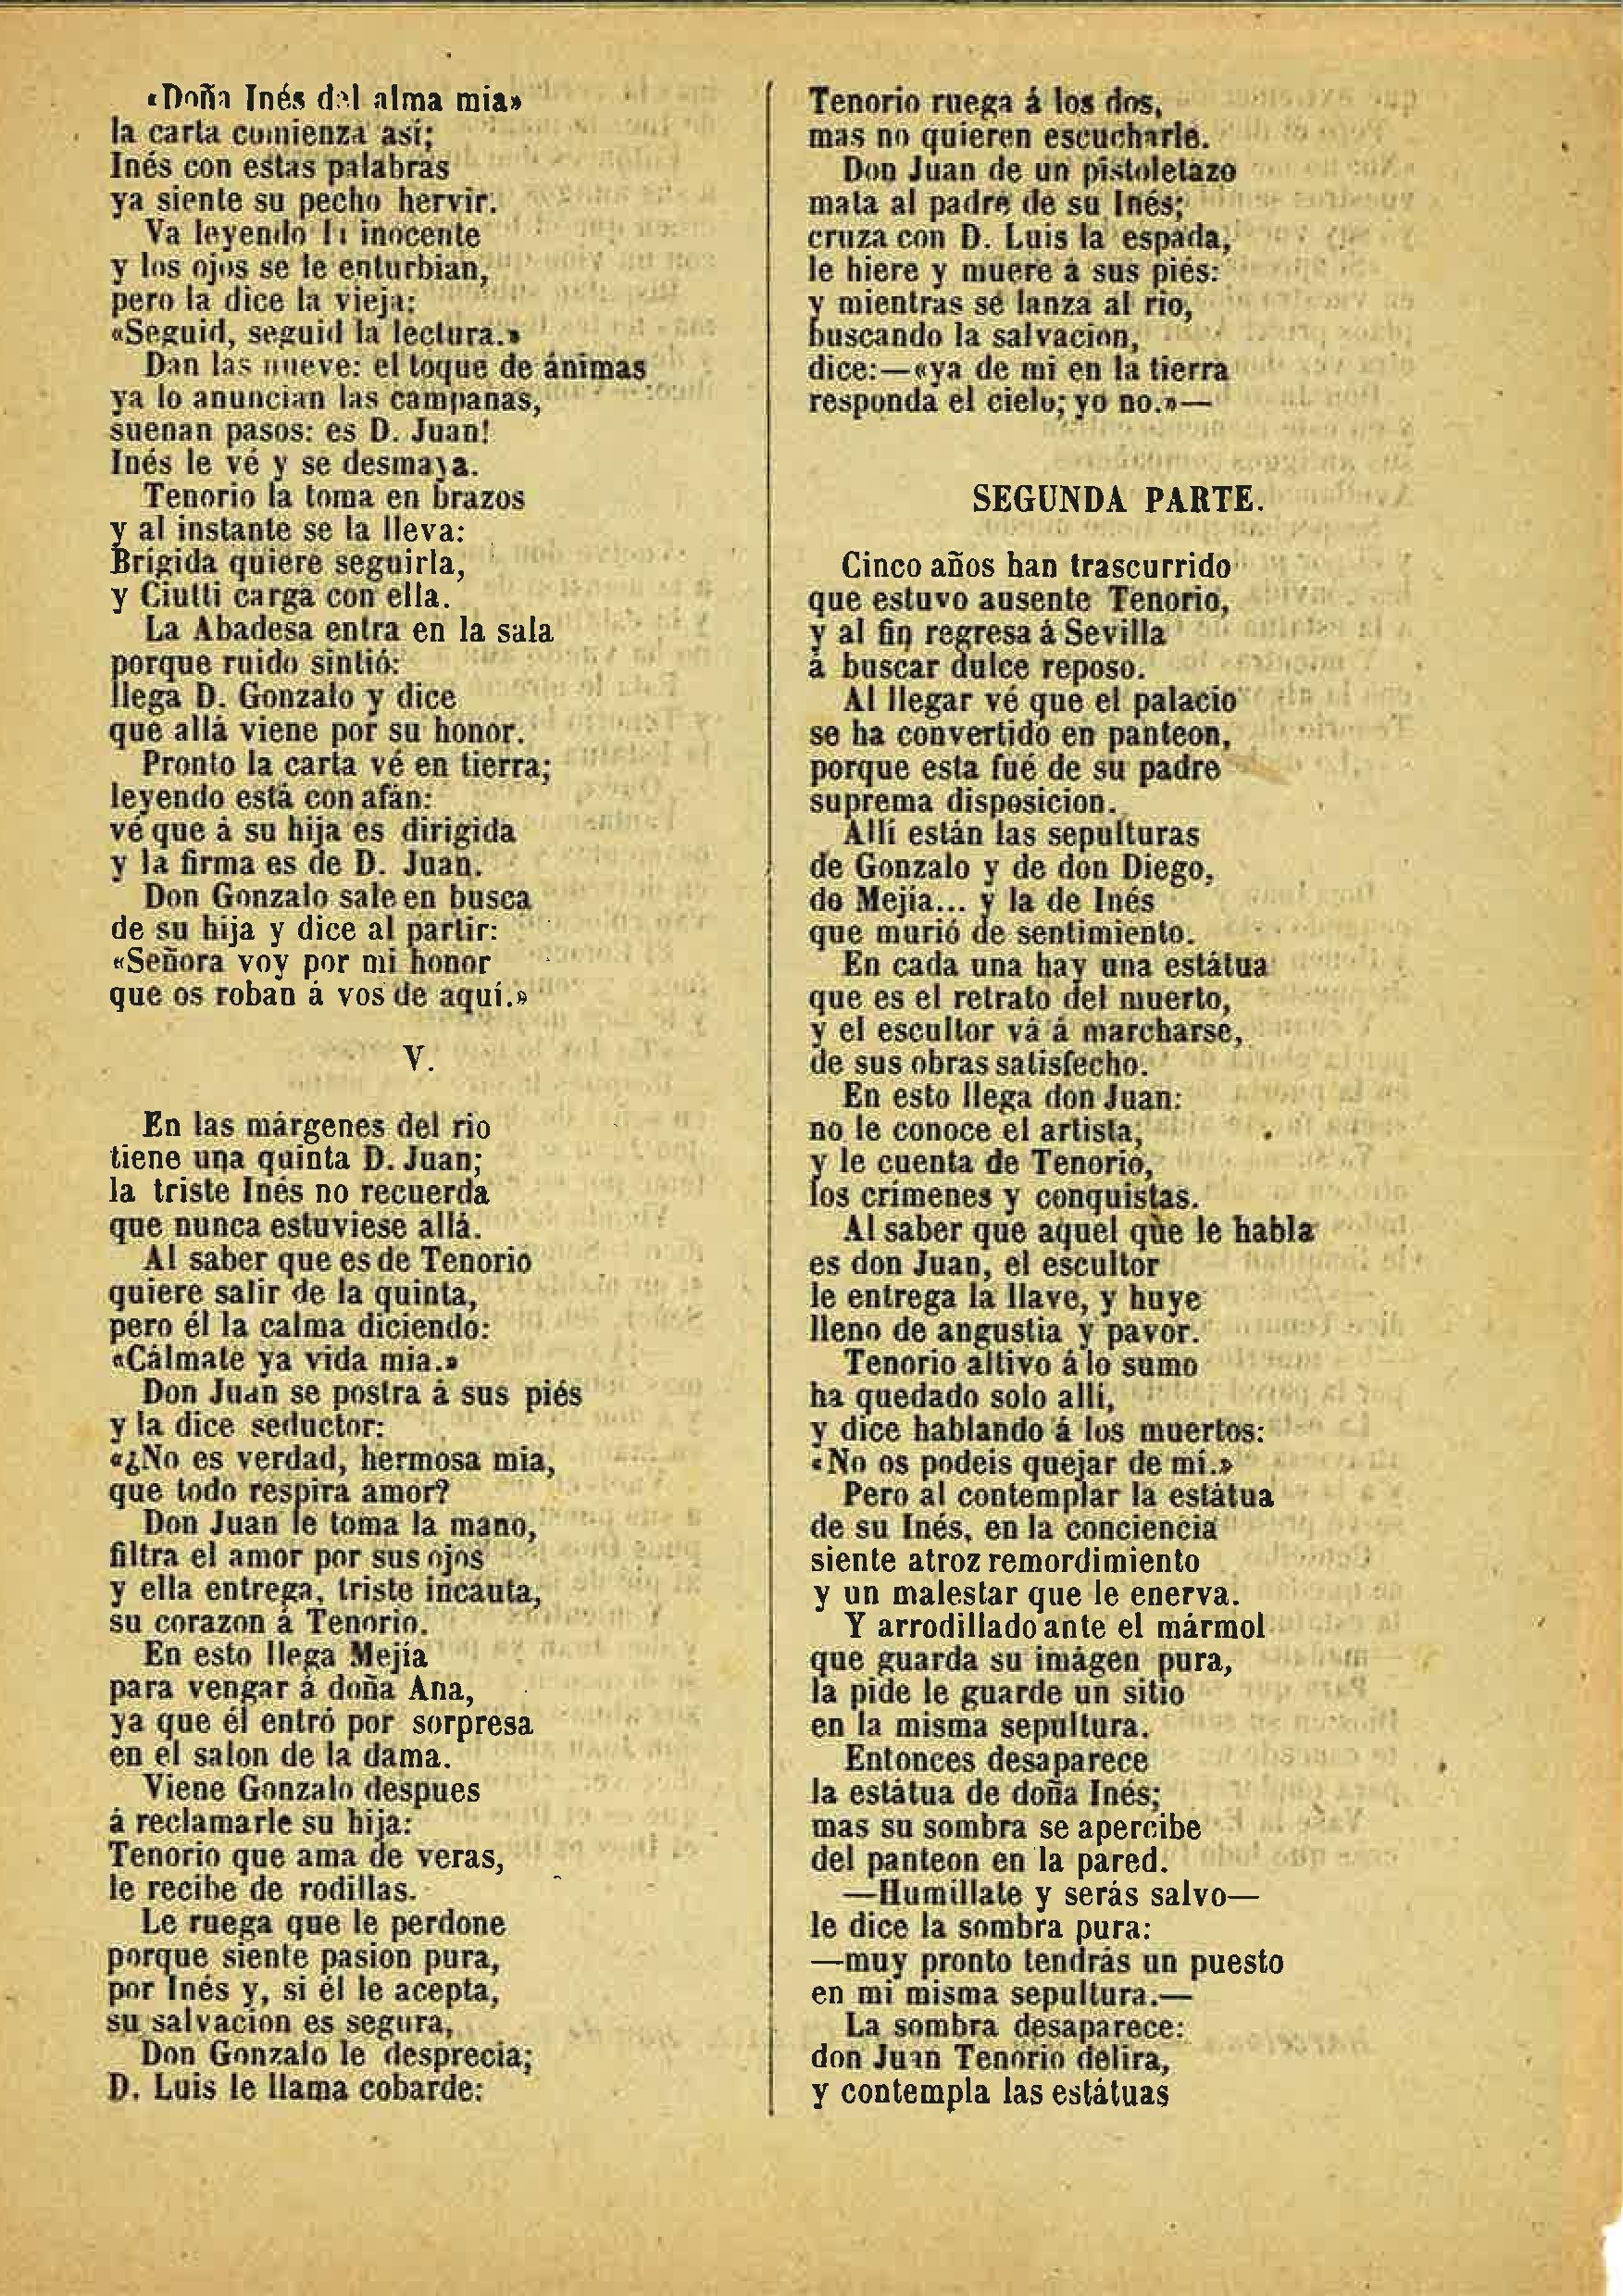 «Doña Inés del alma mia»
la carta comienza así;
Inés con estas palabras
ya siente su pecho hervir.
Va leyendo la inocente
y los ojos se le enturbian,
pero la dice la vieja:
«Seguid, seguid la lectura.»
Dan las nueve: el toque de ánimas
ya lo anuncian las campanas,
suenan pasos: es D. Juan!
Inés le vé y se desmaya.
Tenorio la toma en brazos
y al instante se la lleva:
Brígida quiere seguirla,
y Ciutti carga con ella.
La Abadesa entra en la sala
porque ruido sintió:
llega D. Gonzalo y dice
que allá viene por su honor.
Pronto la carta vé en tierra;
leyendo está con afán:
vé que á su hija es dirigida
y la firma es de D. Juan.
Don Gonzalo sale en busca
de su hija y dice al partir:
«Señora voy por mi honor
que os roban á vos de aquí.»
V.
En las márgenes del rio
tiene una quinta D. Juan;
la triste Inés no recuerda
que nunca estuviese allá.
Al saber que es de Tenorio
quiere salir de la quinta,
pero él la calma diciendo:
«Cálmate ya vida mia.»
Don Juan se postra á sus piés
y la dice seductor:
«¿No es verdad, hermosa mia,
que todo respira amor?
Don Juan le toma la mano,
filtra el amor por sus ojos
y ella entrega, triste incauta,
su corazon á Tenorio.
En esto llega Mejía
para vengar á doña Ana,
ya que él entró por sorpresa
en el salon de la dama.
Viene Gonzalo despues
á reclamarle su hija:
Tenorio que ama de veras,
le recibe de rodillas.
Le ruega que le perdone
porque siente pasion pura,
por Inés y, si él le acepta,
su salvacion es segura,
Don Gonzalo le desprecia;
D. Luis le llama cobarde:
Tenorio ruega á los dos,
mas no quieren escucharle.
Don Juan de un pistoletazo
mata al padre de su Inés;
cruza con D. Luis la espada,
le hiere y muere á sus piés:
y mientras se lanza al rio,
buscando la salvacion,
dice:—«ya de mi en la tierra
responda el cielo; yo no.»—
SEGUNDA PARTE.
Cinco años han trascurrido
que estuvo ausente Tenorio,
y al fin regresa á Sevilla
á buscar dulce reposo.
Al llegar vé que el palacio
se ha convertido en panteon,
porque esta fué de su padre
suprema disposicion.
Allí están las sepulturas
de Gonzalo y de don Diego,
de Mejia... y la de Inés
que murió de sentimiento.
En cada una hay una estátua
que es el retrato del muerto,
y el escultor vá á marcharse,
de sus obras satisfecho.
En esto llega don Juan:
no le conoce el artista,
y le cuenta de Tenorio,
los crímenes y conquistas.
Al saber que aquel que le habla
es don Juan, el escultor
le entrega la llave, y huye
lleno de angustia y pavor.
Tenorio altivo á lo sumo
ha quedado solo allí,
y dice hablando á los muertos:
«No os podeis quejar de mí.»
Pero al contemplar la estátua
de su Inés, en la conciencia
siente atroz remordimiento
y un malestar que le enerva.
Y arrodillado ante el mármol
que guarda su imágen pura,
la pide le guarde un sitio
en la misma sepultura.
Entonces desaparece
la estátua de doña Inés;
mas su sombra se apercibe
del panteon en la pared.
—Humíllate y serás salvo—
le dice la sombra pura:
—muy pronto tendrás un puesto
en mi misma sepultura.—
La sombra desaparece:
don Juan Tenorio delira,
y contempla las estátuas